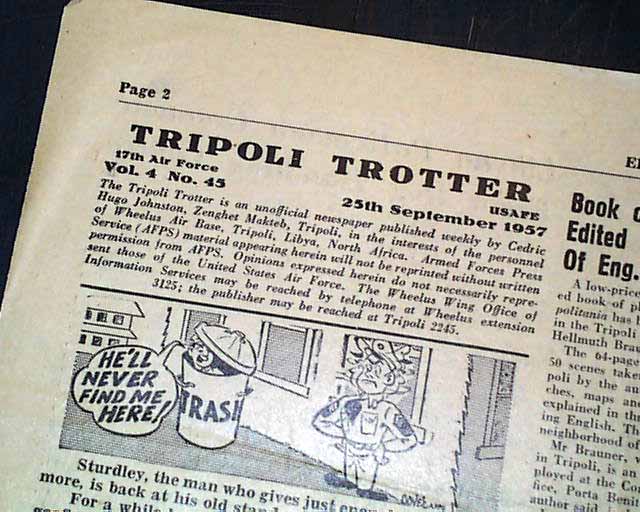 Page 2
TRIPOLI TROTTER
17th Air Force
USAFE
Vol. 4 No. 45
25th September 1957
The Tripoli Trotter is an unofficial newspaper published weekly by Cedric
Hugo Johnston, Zenghet Makteb, Tripoli, in the interests of the personnel
of Wheelus Air Base, Tripoli, Libya, North Africa. Armed Forces Press
Service (AFPS) material appearing herein will not be reprinted without written
permission from AFPS. Opinions expressed herein do not necessarily repre-
sent those of the United States Air Force. The Wheelus Wing Office of
Information Services may be reached by telephone at Wheelus extension
3125; the publisher may be reached at Tripoli 2245.
HE'LL
NEVER
FIND ME
HERE!
TRASH
Sturdley, the man who gives just
more, is back at his old
For a while
Book
Edited
Of Eng.
A low-price
ed book of
politania has
in the Tripoli
Hellmuth Brau
The 64-page
50 scenes take
poli by the au
ches, maps an
explained in th
ing English. Th
neighborhood o
Mr Brauner, w
in Tripoli, is an
ployed at the Co
fice, Porta Beni
author said